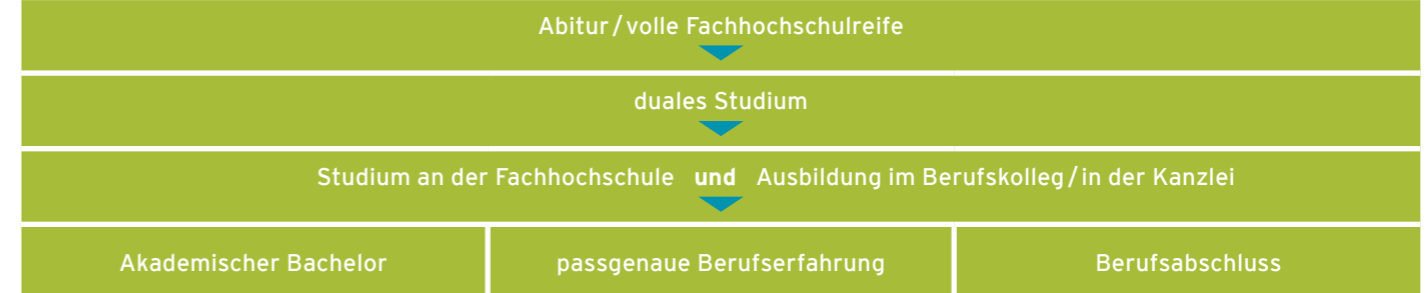 Abitur / volle Fachhochschulreife
duales Studium
Studium an der Fachhochschule und Ausbildung im Berufskolleg / in der Kanzlei
Akademischer Bachelor
passgenaue Berufserfahrung
Berufsabschluss